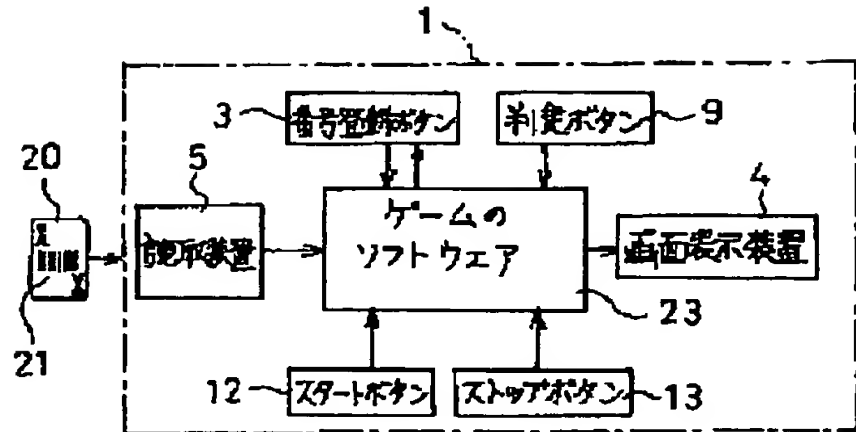 1
3 番号登録ボタン
判定ボタン 9
20
5
4
読取装置
ゲームの
ソフトウエア
画面表示装置
21
23
12 スタートボタン
ストップボタン 13